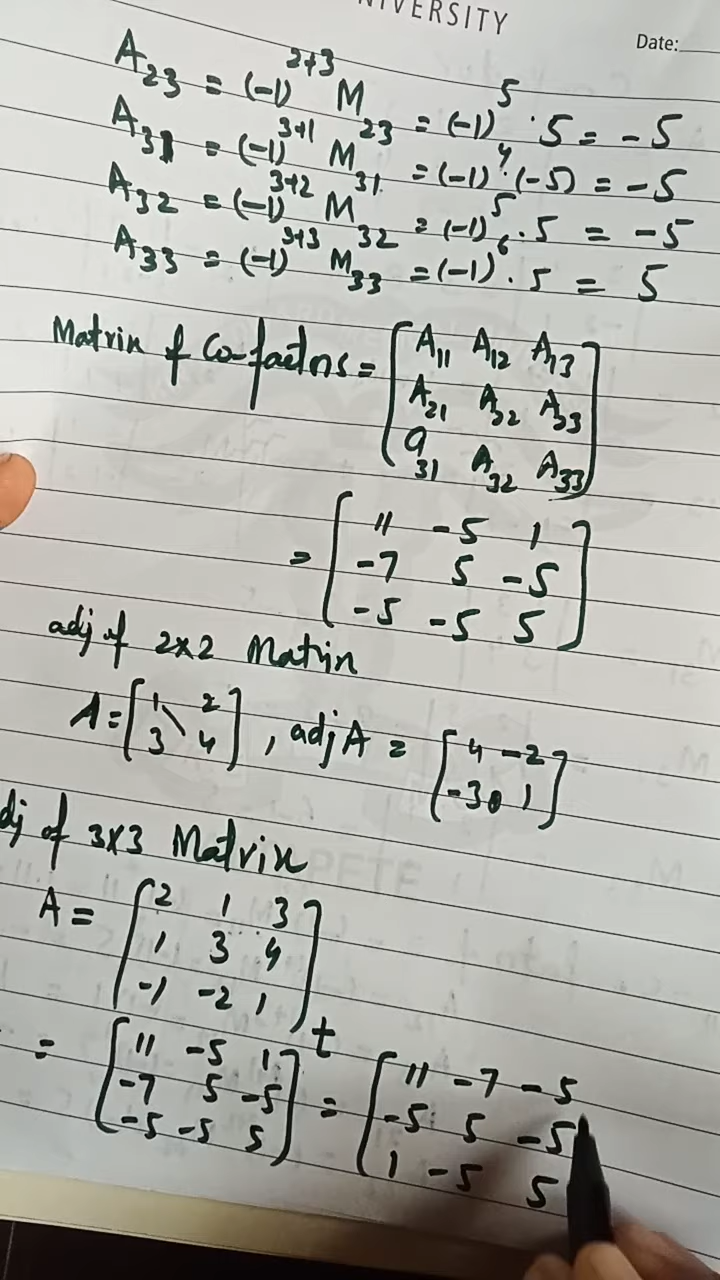 NIVERSITY
Date:
A₂₃ = (-1)²⁺³ M₂₃ = (-1)⁵ · 5 = -5
A₃₁ = (-1)³⁺¹ M₃₁ = (-1)⁴ · (-5) = -5
A₃₂ = (-1)³⁺² M₃₂ = (-1)⁵ · 5 = -5
A₃₃ = (-1)³⁺³ M₃₃ = (-1)⁶ · 5 = 5
Matrix of Co-factors = [A₁₁ A₁₂ A₁₃
A₂₁ A₂₂ A₂₃
a₃₁ A₃₂ A₃₃]
= [11 -5 1
-7 5 -5
-5 -5 5]
adj of 2×2 Matrix
A = [1 2
3 4], adj A = [4 -2
-3 1]
dj of 3×3 Matrix
A = [2 1 3
1 3 4
-1 -2 1]
= [11 -5 1
-7 5 -5
-5 -5 5]ᵗ = [11 -7 -5
-5 5 -5
1 -5 5]